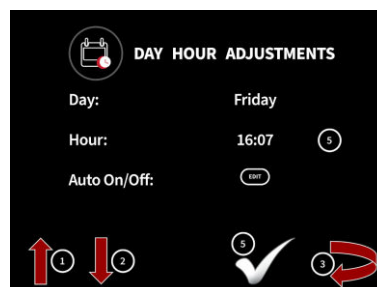 DAY HOUR ADJUSTMENTS
Day: Friday
Hour: 16:07 5
Auto On/Off: EDIT
1 2 5 3